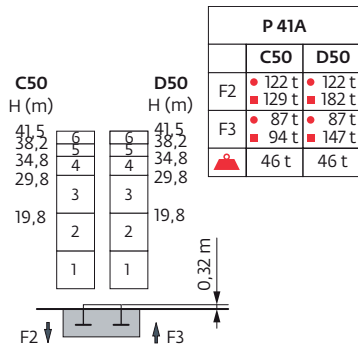 P 41A
C50 D50
F2 122 t 122 t
129 t 182 t
F3 87 t 87 t
94 t 147 t
46 t 46 t
C50 D50
H (m) H (m)
41,5 6 6 41,5
38,2 5 5 38,2
34,8 4 4 34,8
29,8 29,8
3 3
19,8 19,8
2 2
1 1
0,32 m
F2 F3